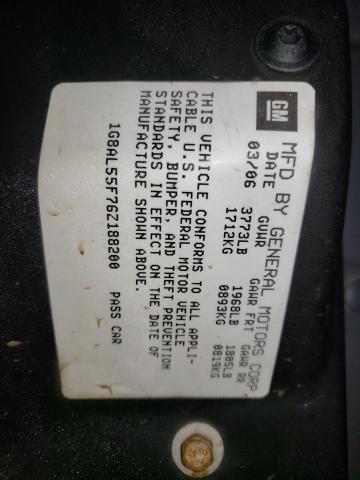 GM
MFD BY GENERAL MOTORS CORP
DATE GVWR GAWR FRT GAWR RR
03/06 3773LB 1968LB 1805LB
1712KG 0893KG 0819KG
THIS VEHICLE CONFORMS TO ALL APPLI-
CABLE U.S. FEDERAL MOTOR VEHICLE
SAFETY, BUMPER, AND THEFT PREVENTION
STANDARDS IN EFFECT ON THE DATE OF
MANUFACTURE SHOWN ABOVE.
1G8AL55F76Z188200 PASS CAR